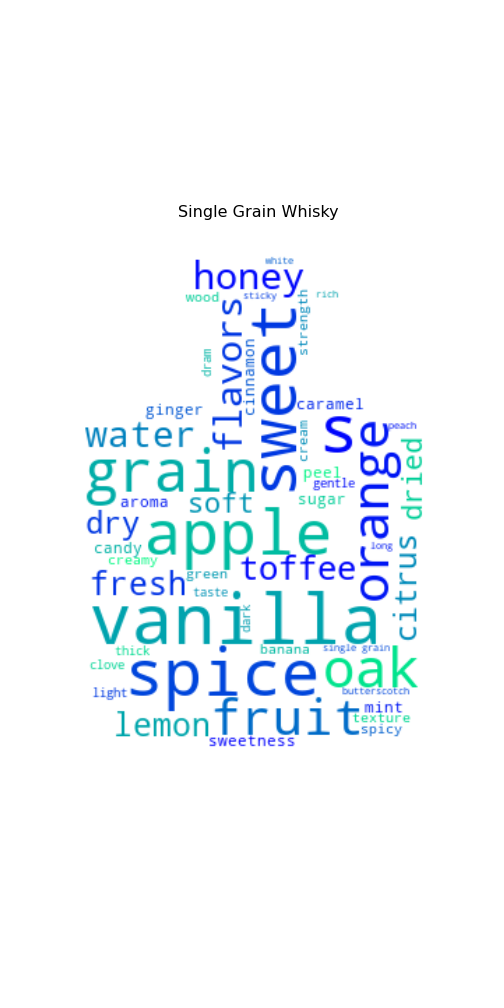 Single Grain Whisky
white
honey
wood
sticky
rich
flavors
sweet
strength
dram
cinnamon
ginger
caramel
water
s
cream
orange
peach
grain
peel
gentle
dried
aroma
soft
sugar
dry
apple
candy
creamy
toffee
long
citrus
fresh
green
taste
vanilla
dark
thick
banana
single grain
clove
spice
oak
light
butterscotch
lemon
fruit
mint
texture
spicy
sweetness